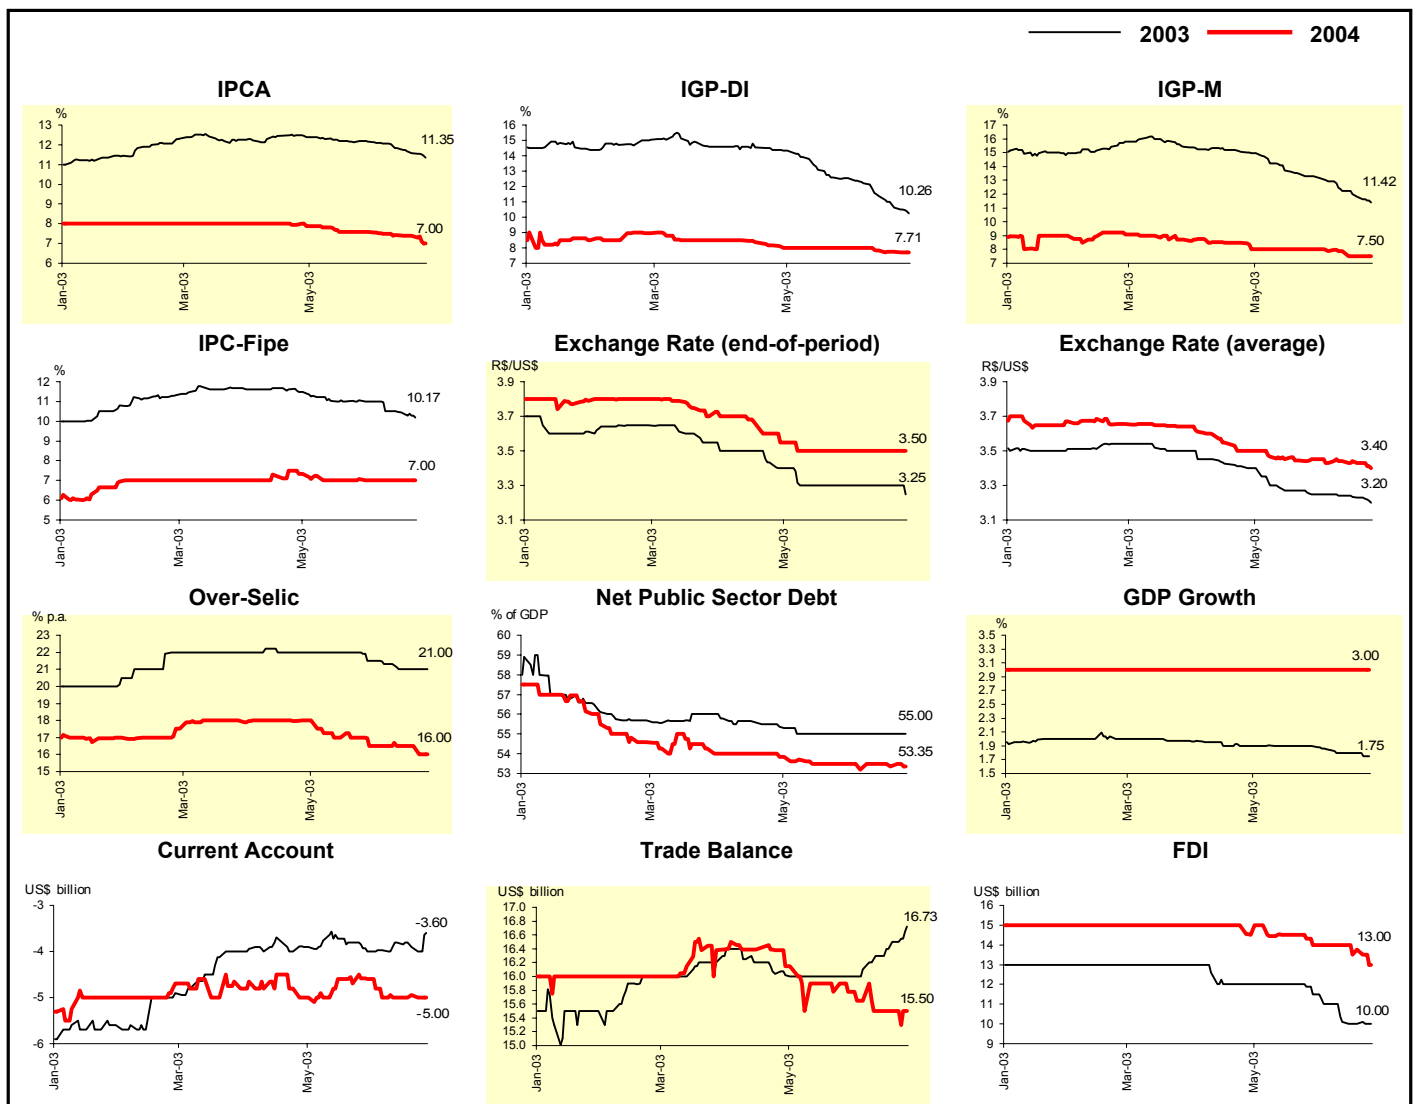 2003 2004
IPCA
%
13
12
11
10
9
8
7
6
11.35
7.00
Jan-03
Mar-03
May-03
IGP-DI
%
16
15
14
13
12
11
10
9
8
7
10.26
7.71
Jan-03
Mar-03
May-03
IGP-M
%
17
16
15
14
13
12
11
10
9
8
7
11.42
7.50
Jan-03
Mar-03
May-03
IPC-Fipe
%
12
11
10
9
8
7
6
5
10.17
7.00
Jan-03
Mar-03
May-03
Exchange Rate (end-of-period)
R$/US$
3.9
3.7
3.5
3.3
3.1
3.50
3.25
Jan-03
Mar-03
May-03
Exchange Rate (average)
R$/US$
3.9
3.7
3.5
3.3
3.1
3.40
3.20
Jan-03
Mar-03
May-03
Over-Selic
% p.a.
23
22
21
20
19
18
17
16
15
21.00
16.00
Jan-03
Mar-03
May-03
Net Public Sector Debt
% of GDP
60
59
58
57
56
55
54
53
55.00
53.35
Jan-03
Mar-03
May-03
GDP Growth
%
3.5
3.3
3.1
2.9
2.7
2.5
2.3
2.1
1.9
1.7
1.5
3.00
1.75
Jan-03
Mar-03
May-03
Current Account
US$ billion
-3
-4
-5
-6
-3.60
-5.00
Jan-03
Mar-03
May-03
Trade Balance
US$ billion
17.0
16.8
16.6
16.4
16.2
16.0
15.8
15.6
15.4
15.2
15.0
16.73
15.50
Jan-03
Mar-03
May-03
FDI
US$ billion
16
15
14
13
12
11
10
9
13.00
10.00
Jan-03
Mar-03
May-03